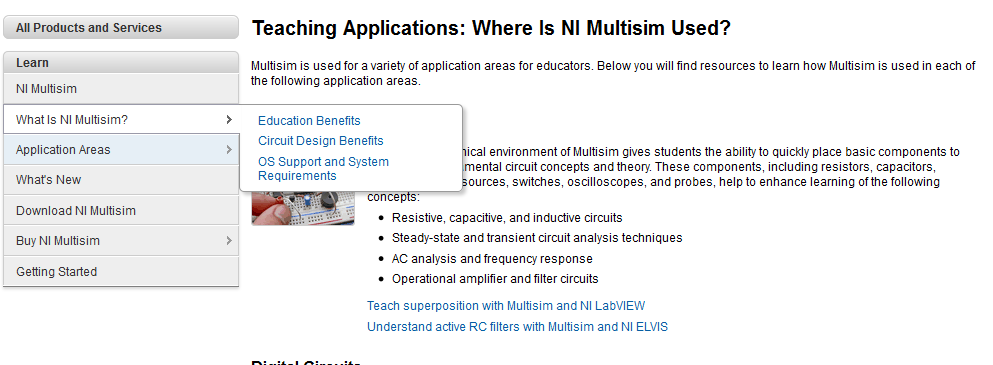 All Products and Services
Learn
NI Multisim
What Is NI Multisim?
Application Areas
What's New
Download NI Multisim
Buy NI Multisim
Getting Started
Education Benefits
Circuit Design Benefits
OS Support and System
Requirements
Teaching Applications: Where Is NI Multisim Used?
Multisim is used for a variety of application areas for educators. Below you will find resources to learn how Multisim is used in each of
the following application areas.
environment of Multisim gives students the ability to quickly place basic components to
circuit concepts and theory. These components, including resistors, capacitors,
sources, switches, oscilloscopes, and probes, help to enhance learning of the following
concepts:
• Resistive, capacitive, and inductive circuits
• Steady-state and transient circuit analysis techniques
• AC analysis and frequency response
• Operational amplifier and filter circuits
Teach superposition with Multisim and NI LabVIEW
Understand active RC filters with Multisim and NI ELVIS
Digital Circuits